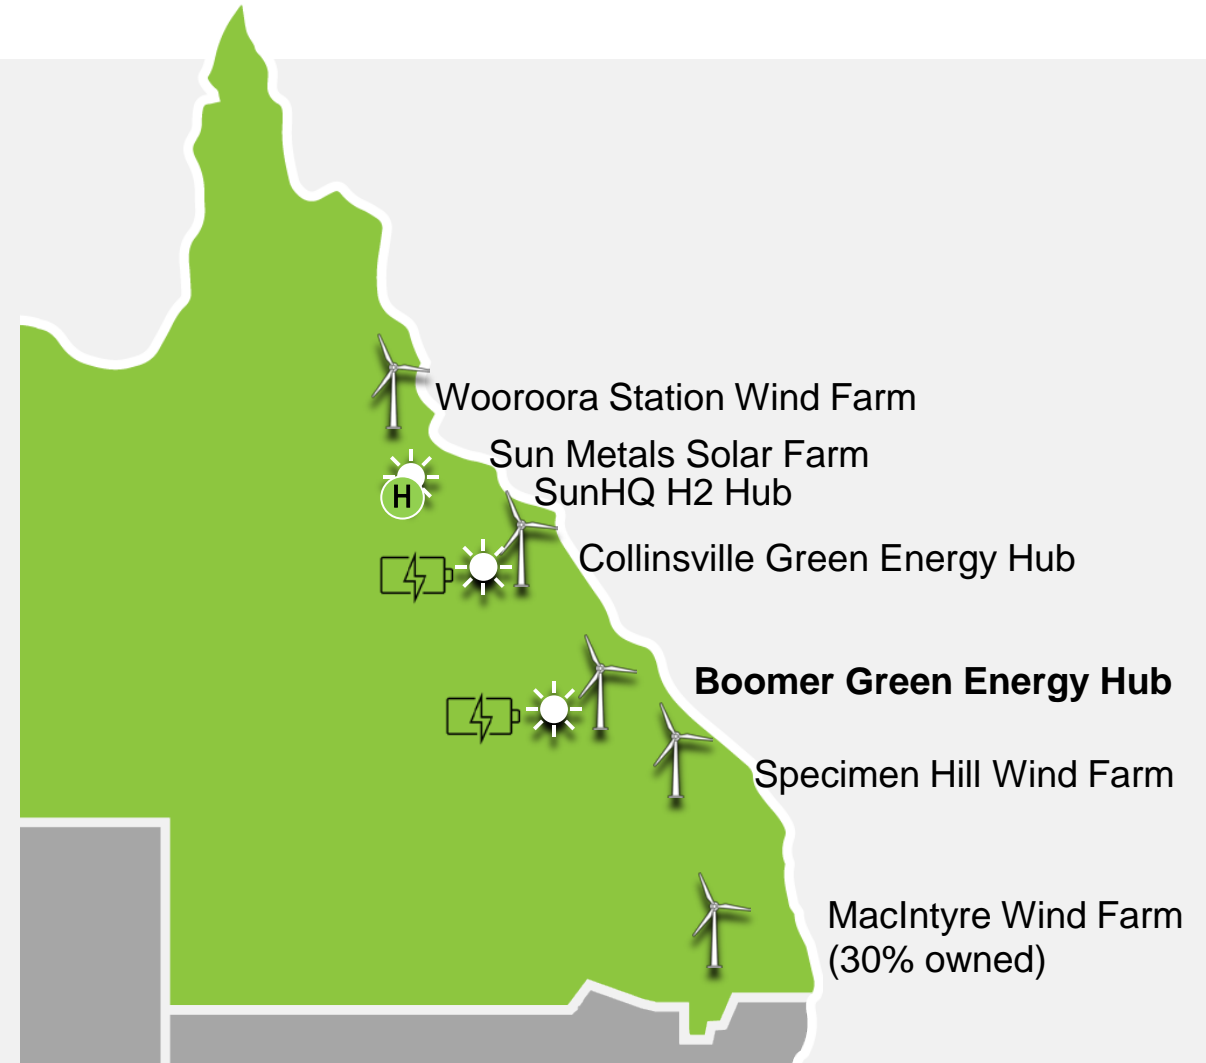 Wooroora Station Wind Farm
Sun Metals Solar Farm
H
SunHQ H2 Hub
Collinsville Green Energy Hub
Boomer Green Energy Hub
Specimen Hill Wind Farm
MacIntyre Wind Farm
(30% owned)